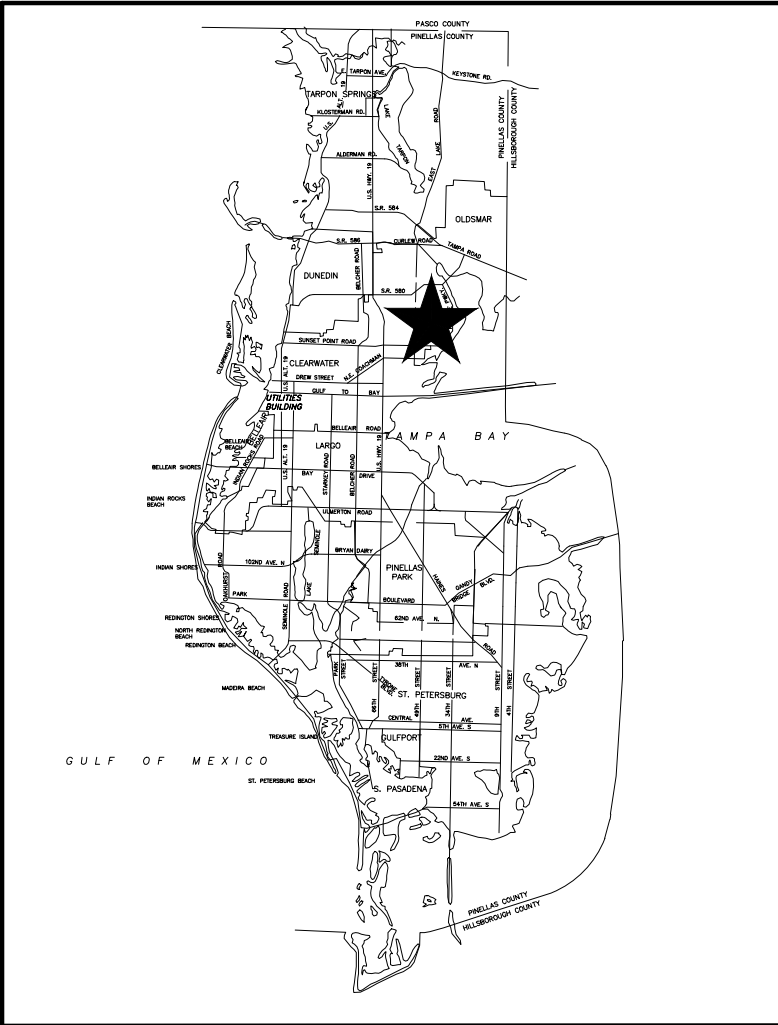 PASCO COUNTY
PINELLAS COUNTY
E. TARPON AVE.
KEYSTONE RD.
U.S. ALT. 19
TARPON SPRINGS
KLOSTERMAN RD.
LAKE TARPON
EAST LAKE ROAD
PINELLAS COUNTY
HILLSBOROUGH COUNTY
ALDERMAN RD.
U.S. HWY. 19
S.R. 584
OLDSMAR
S.R. 586
CURLEW ROAD
TAMPA ROAD
BELCHER ROAD
DUNEDIN
S.R. 580
PKWY.
CLEARWATER BEACH
SUNSET POINT ROAD
CLEARWATER
N.E. COACHMAN
DREW STREET
U.S. ALT. 19
GULF TO BAY
UTILITIES
BUILDING
BELLEAIR
BELLEAIR ROAD
TAMPA BAY
BELLEAIR
BEACH
INDIAN ROCKS ROAD
LARGO
U.S. ALT. 19
STARKEY ROAD
BELCHER ROAD
U.S. HWY. 19
BELLEAIR SHORES
BAY DRIVE
INDIAN ROCKS
BEACH
ULMERTON ROAD
SEMINOLE
BRYAN DAIRY
102ND AVE. N
INDIAN SHORES
OAKHURST ROAD
PINELLAS
PARK
HAINES ROAD
GANDY
BRIDGE BLVD.
LAKE
SEMINOLE ROAD
PARK BOULEVARD
REDINGTON SHORES
62ND AVE. N.
NORTH REDINGTON
BEACH
REDINGTON BEACH
PARK STREET
66TH STREET
38TH AVE. N
49TH STREET
34TH STREET
9TH STREET
4TH STREET
TYRONE
BLVD.
MADEIRA BEACH
ST. PETERSBURG
CENTRAL AVE.
5TH AVE. S
TREASURE ISLAND
GULFPORT
GULF OF MEXICO
22ND AVE. S
ST. PETERSBURG BEACH
S. PASADENA
54TH AVE. S
PINELLAS COUNTY
HILLSBOROUGH COUNTY